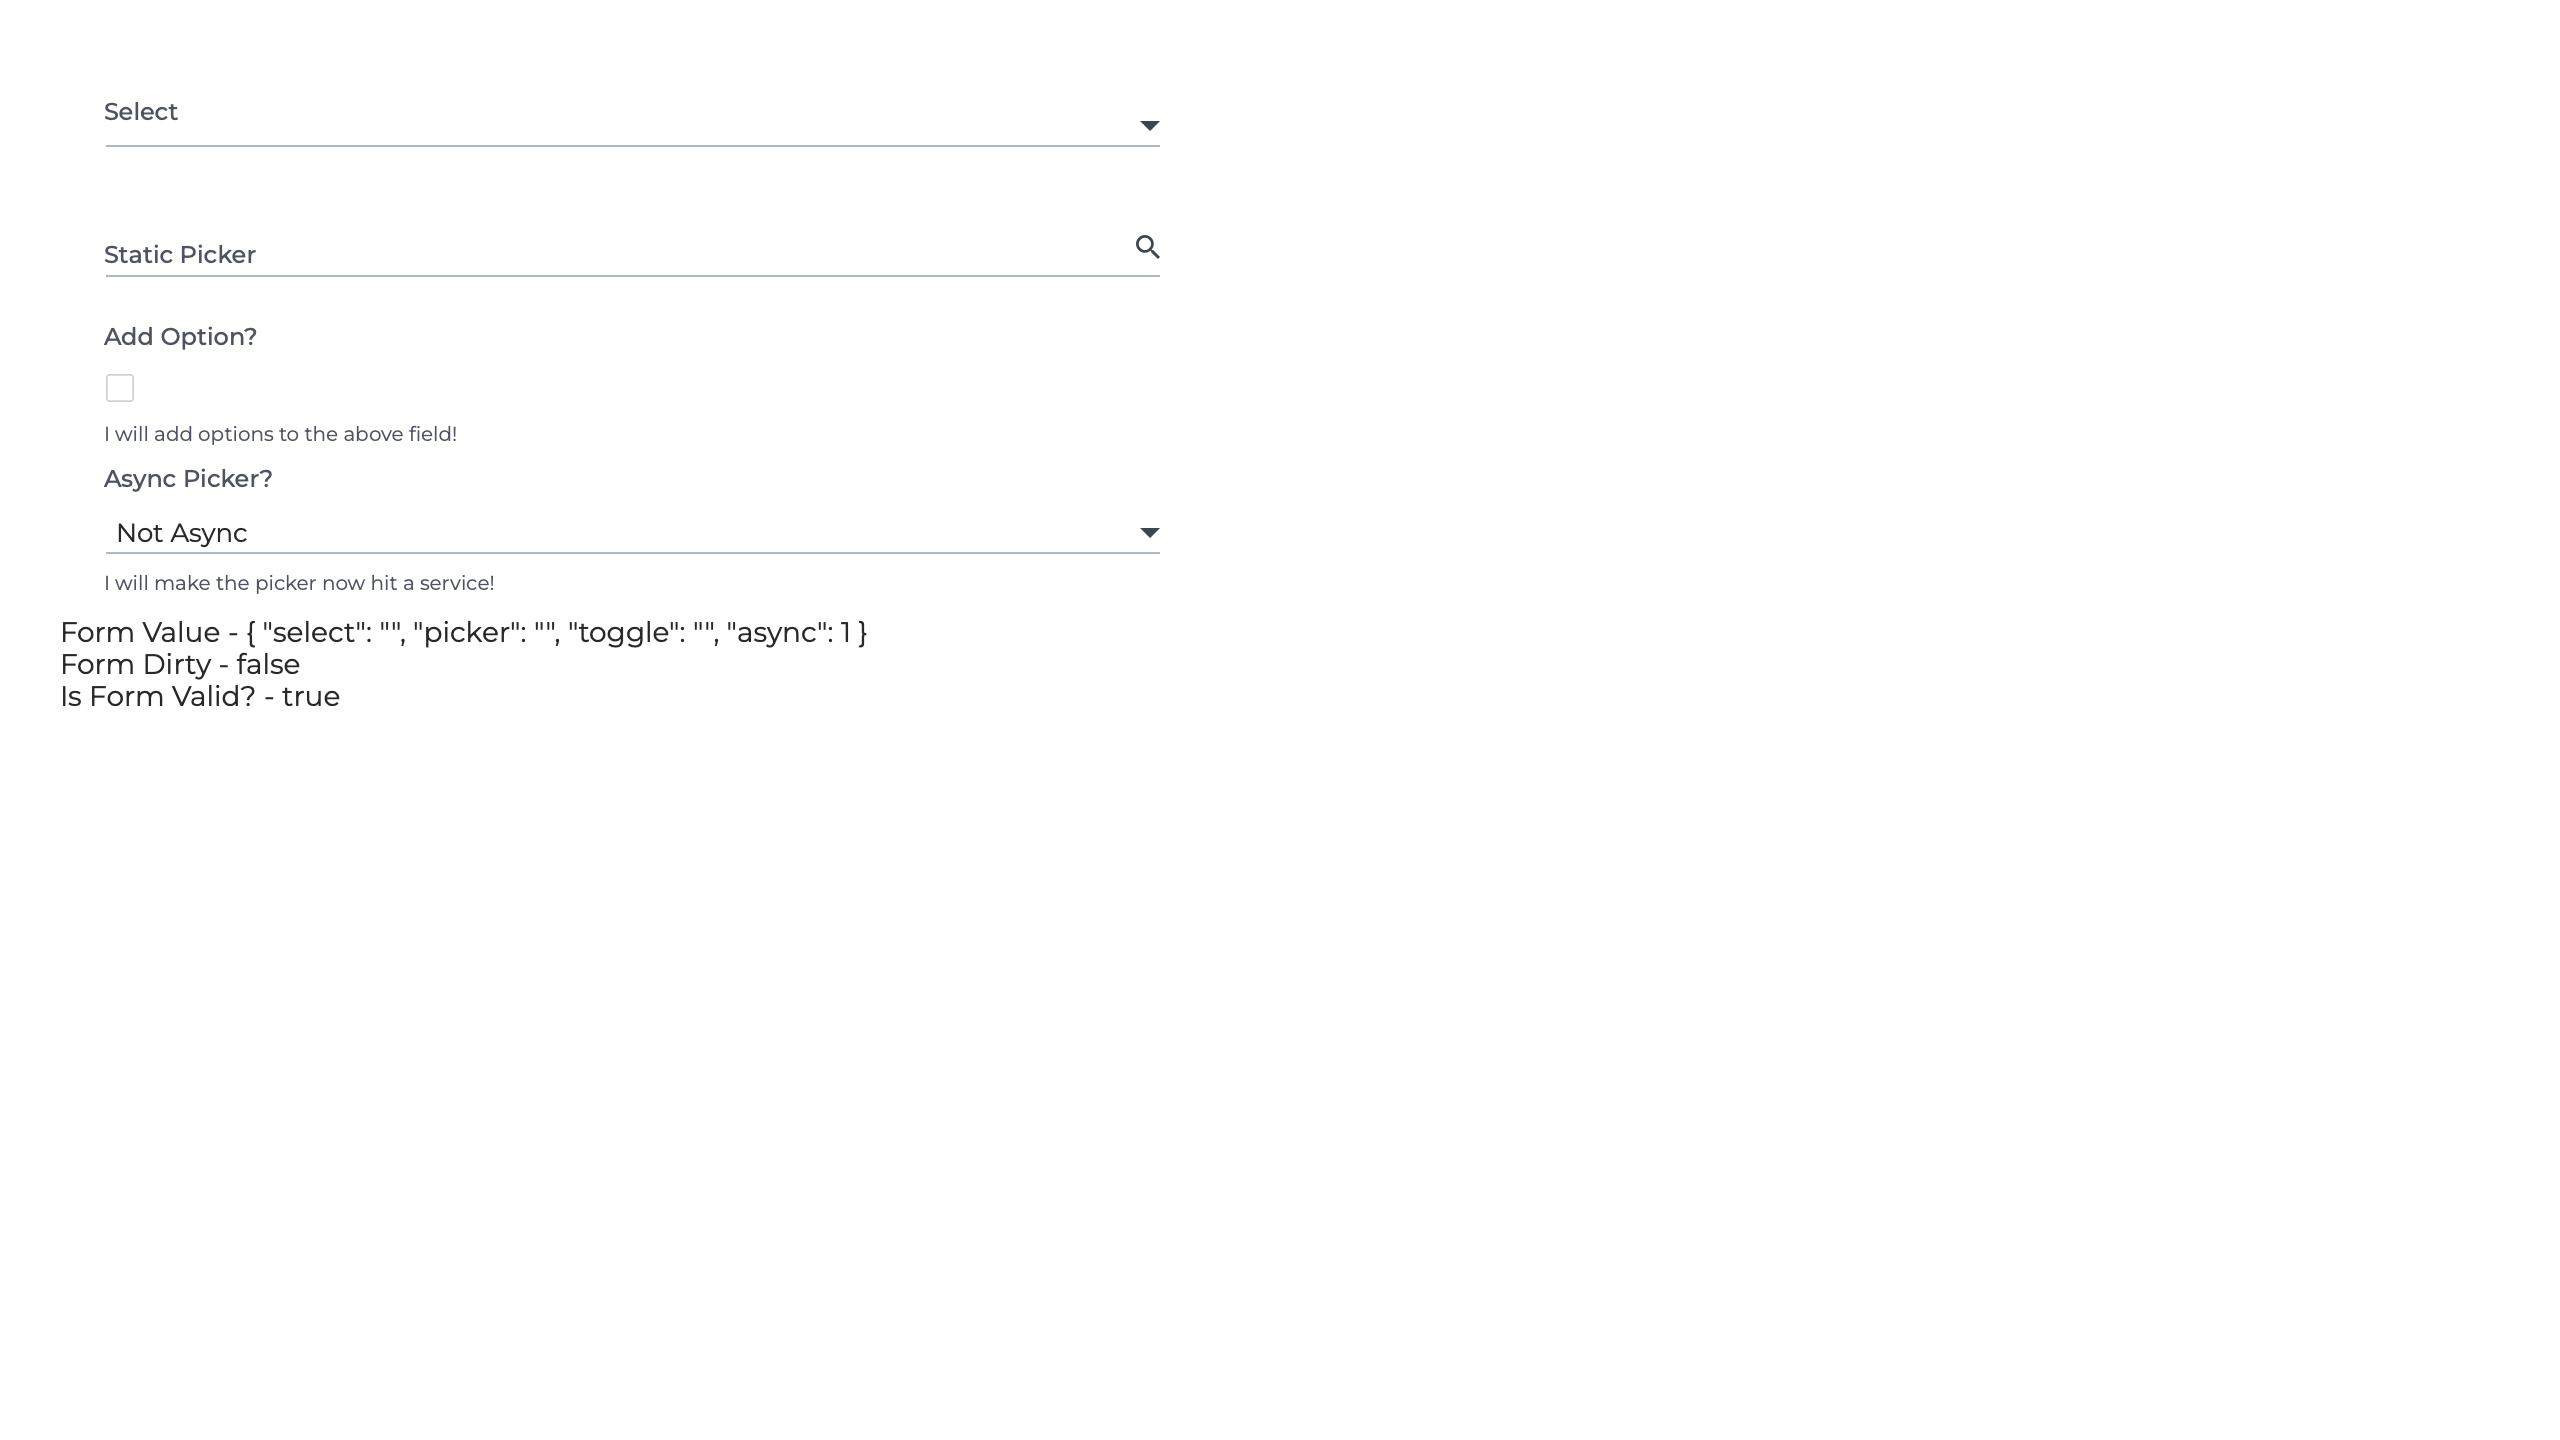 Select
Static Picker
Add Option?
I will add options to the above field!
Async Picker?
Not Async
I will make the picker now hit a service!
Form Value - { "select": "", "picker": "", "toggle": "", "async": 1 }
Form Dirty - false
Is Form Valid? - true